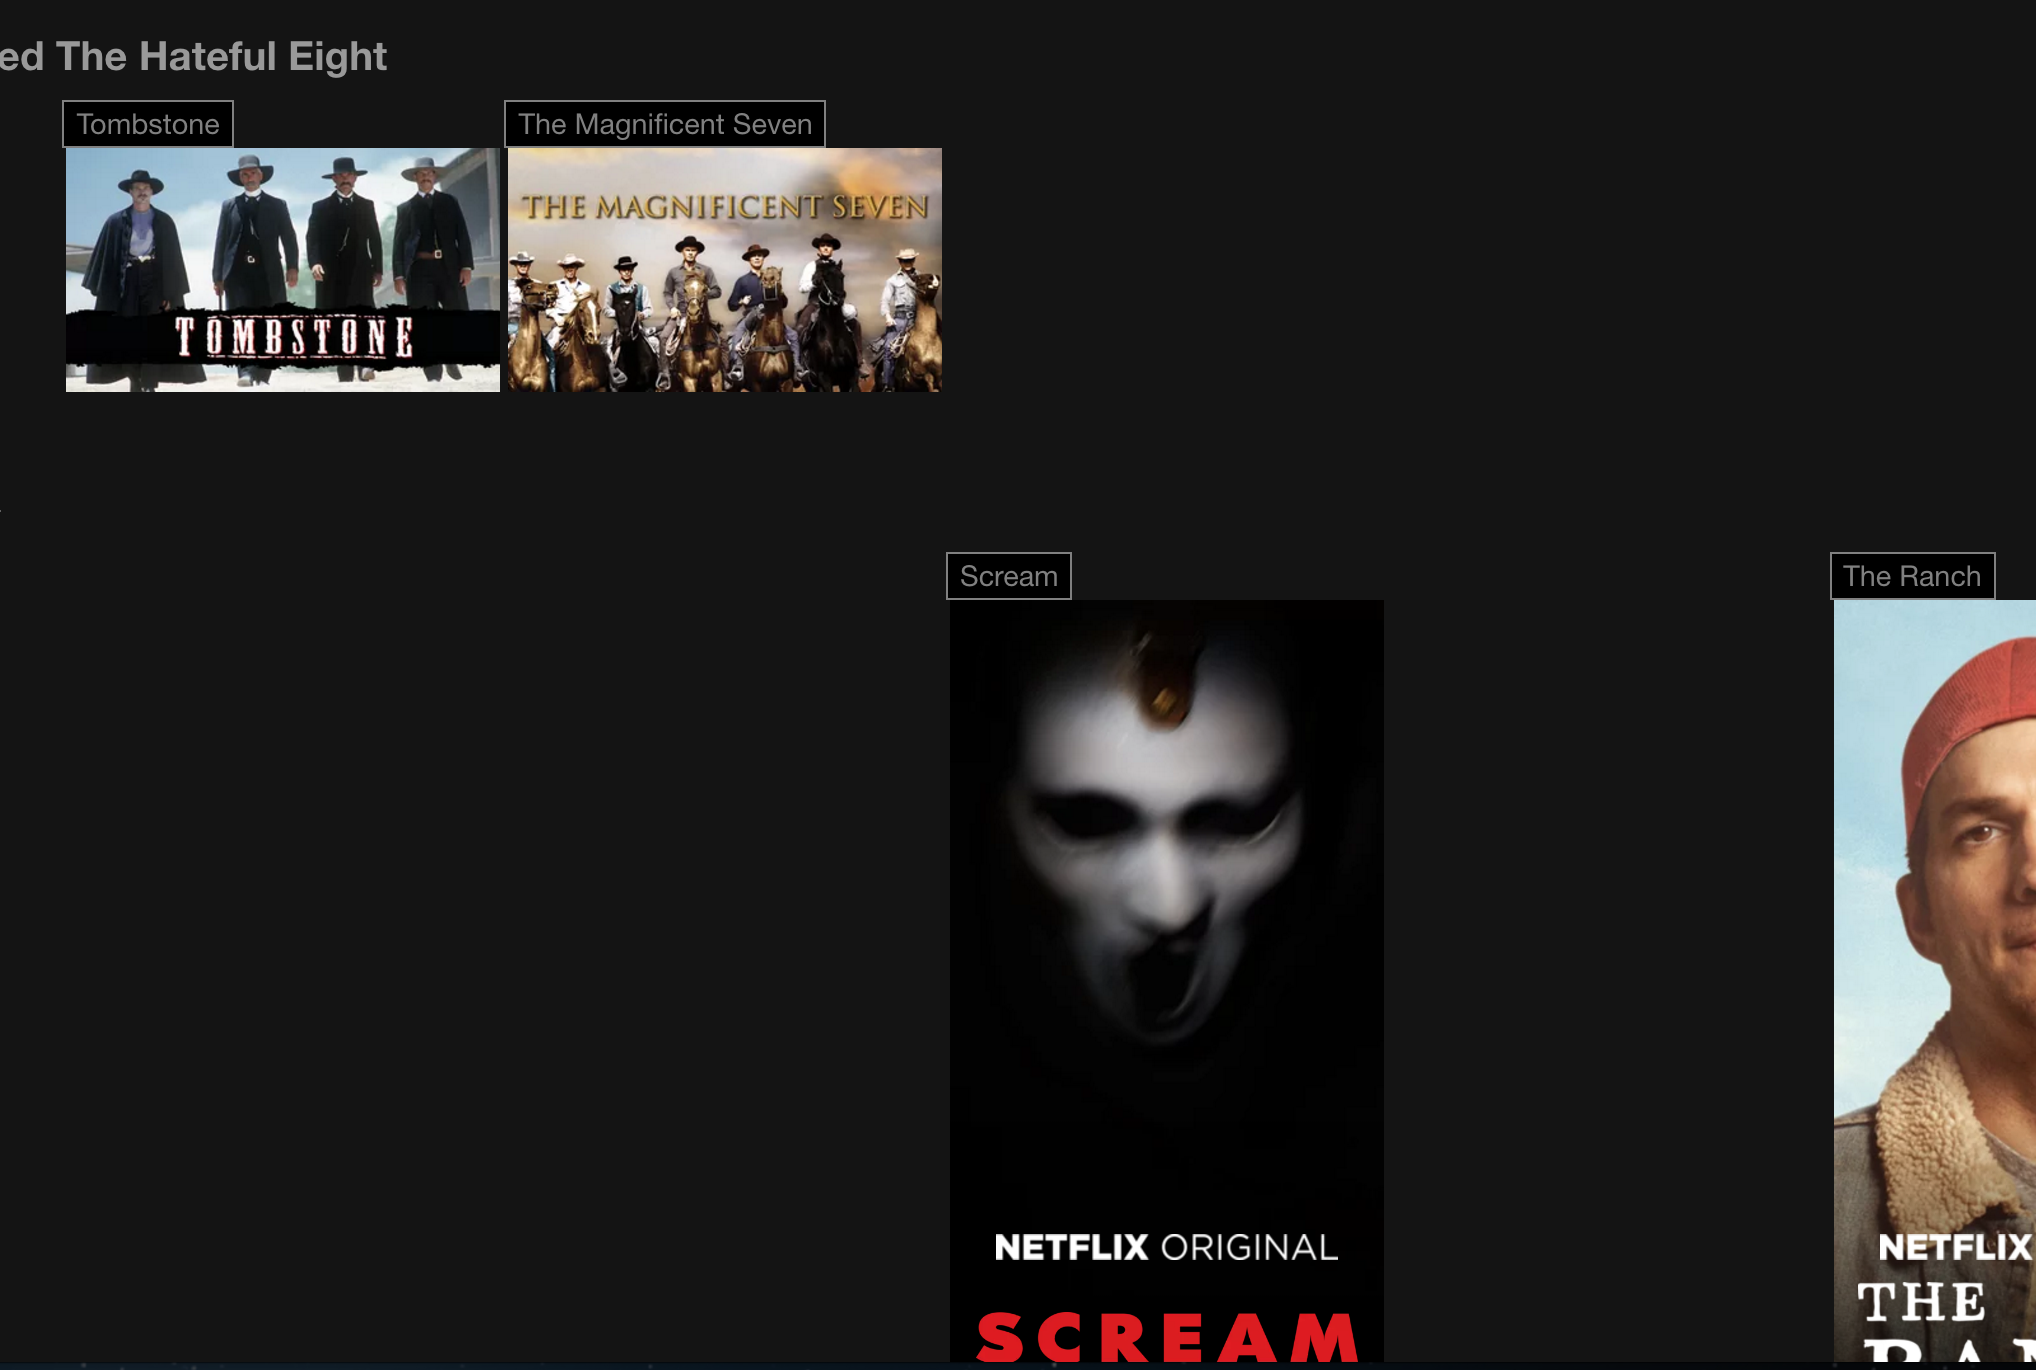 ed The Hateful Eight
Tombstone
The Magnificent Seven
TOMBSTONE
THE MAGNIFICENT SEVEN
Scream
The Ranch
NETFLIX ORIGINAL
SCREAM
NETFLIX
THE